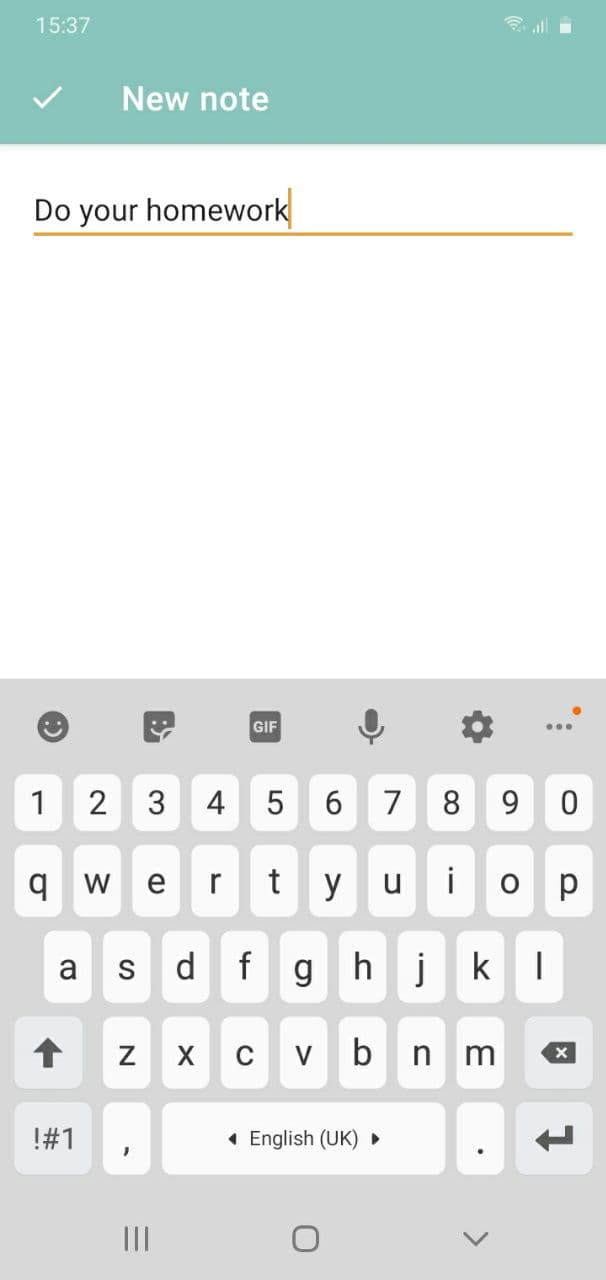 15:37
New note
Do your homework
GIF
1 2 3 4 5 6 7 8 9 0
q w e r t y u i o p
a s d f g h j k l
z x c v b n m
!#1 , English (UK) .